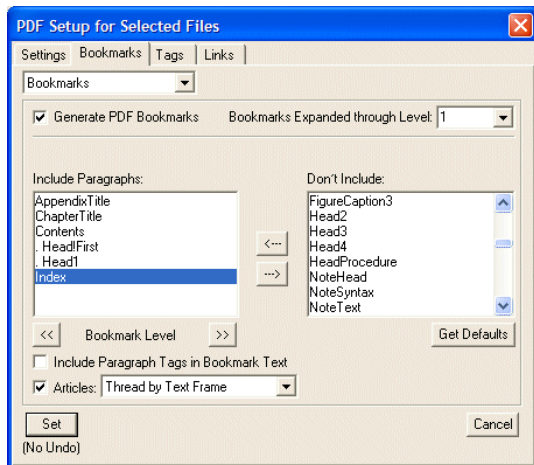 PDF Setup for Selected Files
Settings Bookmarks Tags Links
Bookmarks
Generate PDF Bookmarks Bookmarks Expanded through Level: 1
Include Paragraphs: Don't Include:
AppendixTitle FigureCaption3
ChapterTitle Head2
Contents Head3
. Head!First Head4
. Head1 HeadProcedure
Index NoteHead
NoteSyntax
NoteText
<--- 
--->
<< Bookmark Level >> Get Defaults
Include Paragraph Tags in Bookmark Text
Articles: Thread by Text Frame
Set Cancel
(No Undo)